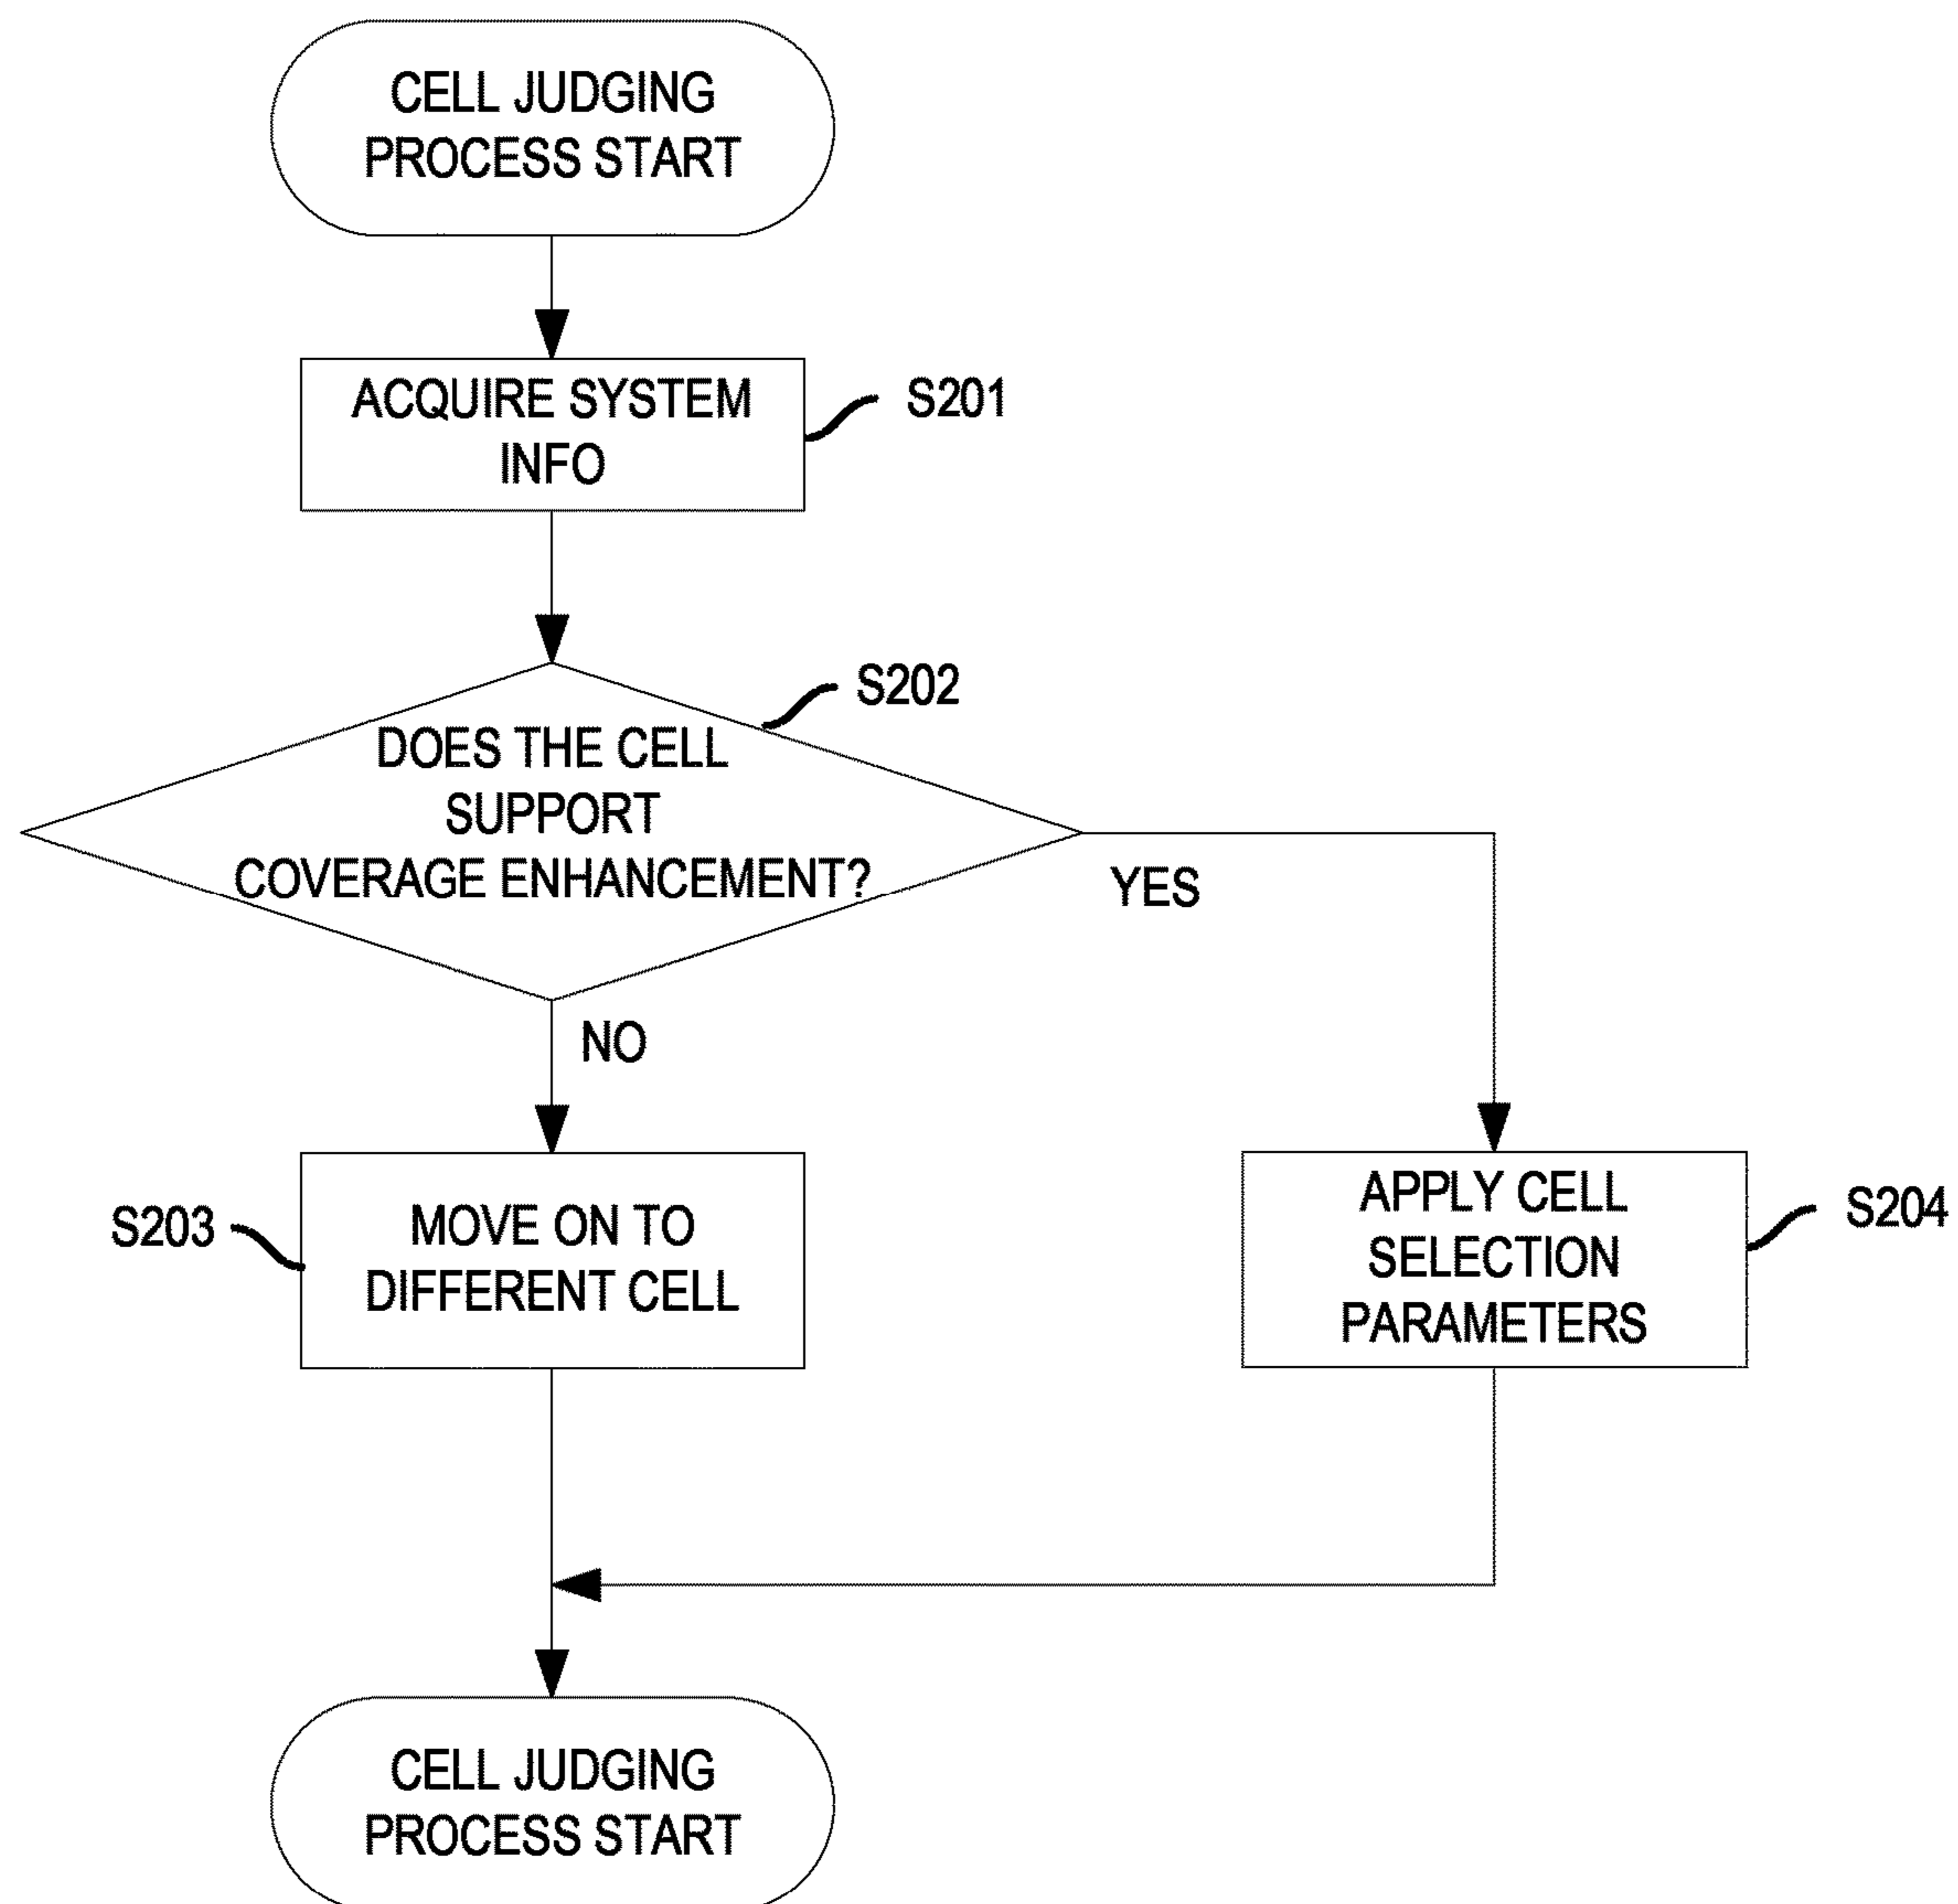 CELL JUDGING
PROCESS START
ACQUIRE SYSTEM
INFO
S201
S202
DOES THE CELL
SUPPORT
COVERAGE ENHANCEMENT?
YES
NO
S203
MOVE ON TO
DIFFERENT CELL
APPLY CELL
SELECTION
PARAMETERS
S204
CELL JUDGING
PROCESS START